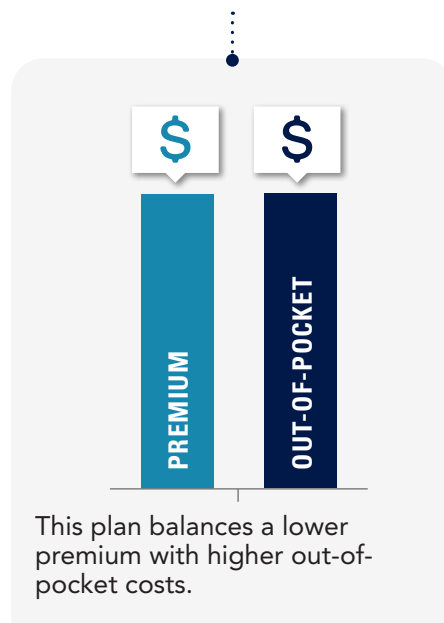 $ $
PREMIUM
OUT-OF-POCKET
This plan balances a lower
premium with higher out-of-
pocket costs.